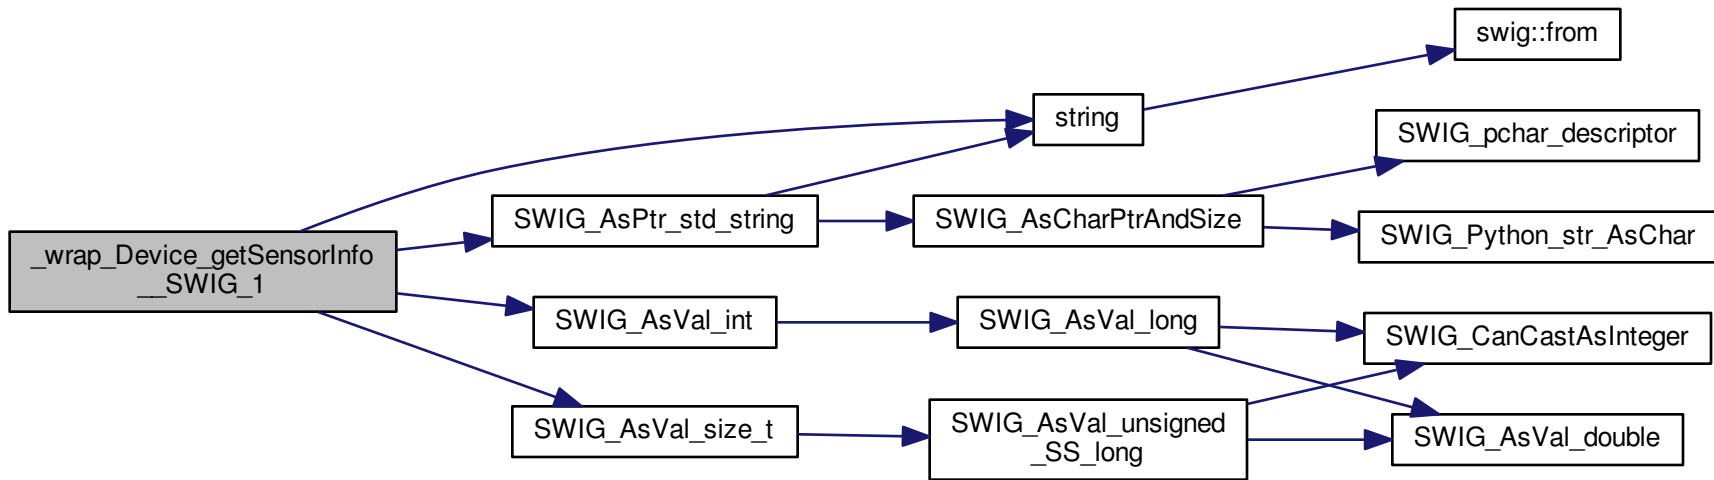 swig::from
string
SWIG_pchar_descriptor
SWIG_AsPtr_std_string
SWIG_AsCharPtrAndSize
SWIG_Python_str_AsChar
_wrap_Device_getSensorInfo
__SWIG_1
SWIG_AsVal_int
SWIG_AsVal_long
SWIG_CanCastAsInteger
SWIG_AsVal_size_t
SWIG_AsVal_unsigned
_SS_long
SWIG_AsVal_double